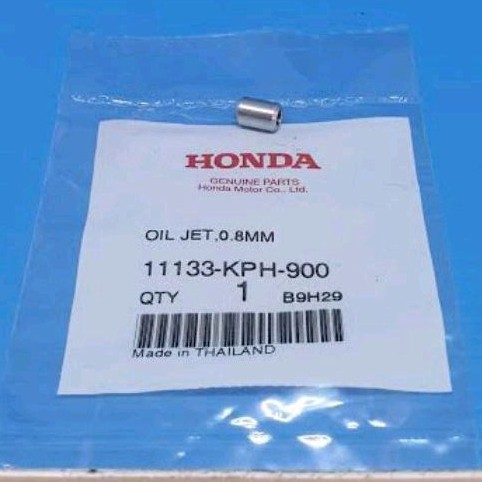 HONDA
GENUINE PARTS
Honda Motor Co., Ltd.
OIL JET,0.8MM
11133-KPH-900
QTY 1 B9H29
Made in THAILAND